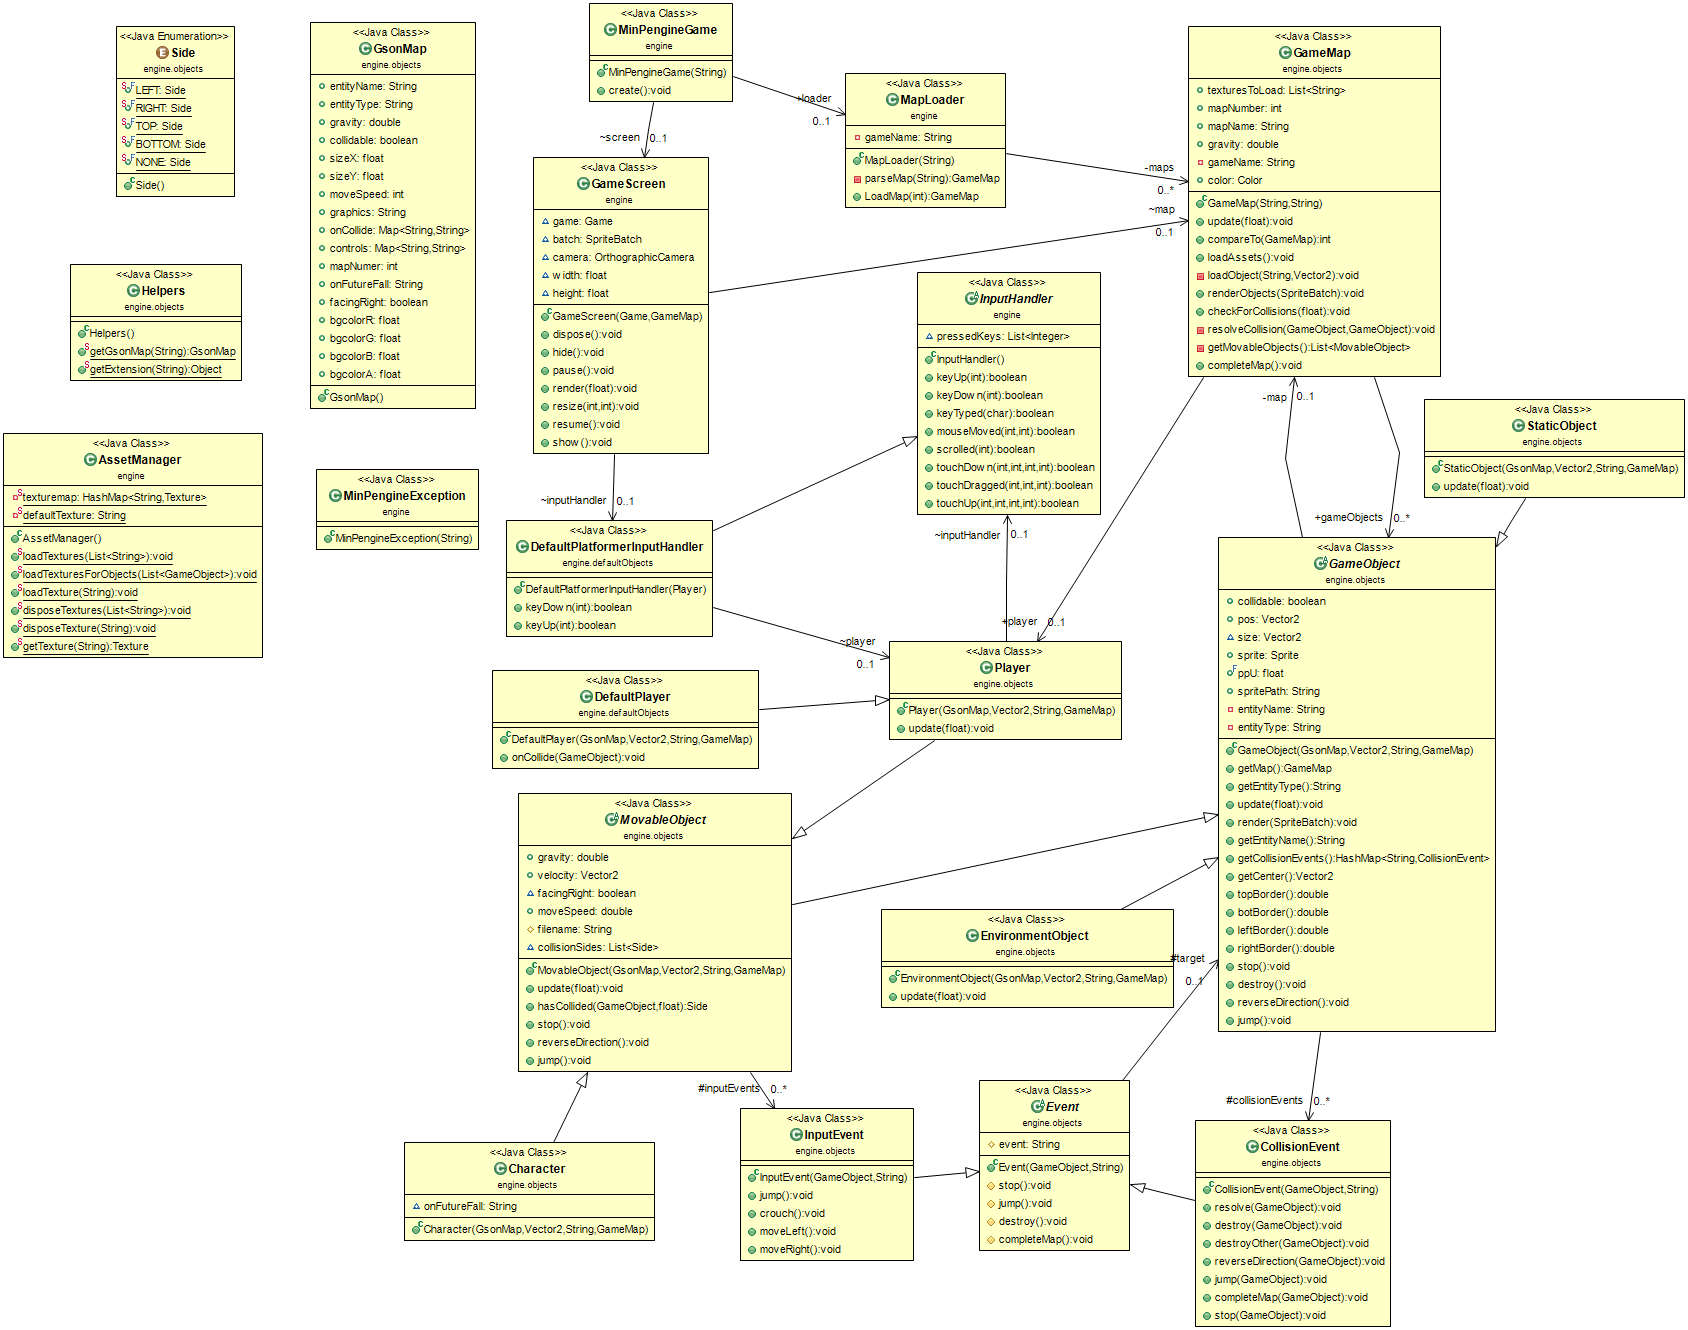 <<Java Enumeration>>
Side
engine.objects
LEFT: Side
RIGHT: Side
TOP: Side
BOTTOM: Side
NONE: Side
Side()
<<Java Class>>
GsonMap
engine.objects
entityName: String
entityType: String
gravity: double
collidable: boolean
sizeX: float
sizeY: float
moveSpeed: int
graphics: String
onCollide: Map<String,String>
controls: Map<String,String>
mapNumer: int
onFutureFall: String
facingRight: boolean
bgcolorR: float
bgcolorG: float
bgcolorB: float
bgcolorA: float
GsonMap()
<<Java Class>>
MinPengineGame
engine
MinPengineGame(String)
create():void
+loader
0..1
~screen
0..1
<<Java Class>>
MapLoader
engine
gameName: String
MapLoader(String)
parseMap(String):GameMap
LoadMap(int):GameMap
-maps
0..*
~map
0..1
<<Java Class>>
GameMap
engine.objects
texturesToLoad: List<String>
mapNumber: int
mapName: String
gravity: double
gameName: String
color: Color
GameMap(String,String)
update(float):void
compareTo(GameMap):int
loadAssets():void
loadObject(String,Vector2):void
renderObjects(SpriteBatch):void
checkForCollisions(float):void
resolveCollision(GameObject,GameObject):void
getMovableObjects():List<MovableObject>
completeMap():void
<<Java Class>>
GameScreen
engine
game: Game
batch: SpriteBatch
camera: OrthographicCamera
width: float
height: float
GameScreen(Game,GameMap)
dispose():void
hide():void
pause():void
render(float):void
resize(int,int):void
resume():void
show():void
<<Java Class>>
Helpers
engine.objects
Helpers()
getGsonMap(String):GsonMap
getExtension(String):Object
<<Java Class>>
InputHandler
engine
pressedKeys: List<Integer>
InputHandler()
keyUp(int):boolean
keyDown(int):boolean
keyTyped(char):boolean
mouseMoved(int,int):boolean
scrolled(int):boolean
touchDown(int,int,int,int):boolean
touchDragged(int,int,int):boolean
touchUp(int,int,int,int):boolean
<<Java Class>>
AssetManager
engine
texturemap: HashMap<String,Texture>
defaultTexture: String
AssetManager()
loadTextures(List<String>):void
loadTexturesForObjects(List<GameObject>):void
loadTexture(String):void
disposeTextures(List<String>):void
disposeTexture(String):void
getTexture(String):Texture
<<Java Class>>
MinPengineException
engine
MinPengineException(String)
~inputHandler
0..1
<<Java Class>>
DefaultPlatformerInputHandler
engine.defaultObjects
DefaultPlatformerInputHandler(Player)
keyDown(int):boolean
keyUp(int):boolean
~inputHandler
0..1
-map
0..1
+gameObjects
0..*
<<Java Class>>
StaticObject
engine.objects
StaticObject(GsonMap,Vector2,String,GameMap)
update(float):void
~player
0..1
+player
0..1
<<Java Class>>
Player
engine.objects
Player(GsonMap,Vector2,String,GameMap)
update(float):void
<<Java Class>>
DefaultPlayer
engine.defaultObjects
DefaultPlayer(GsonMap,Vector2,String,GameMap)
onCollide(GameObject):void
<<Java Class>>
GameObject
engine.objects
collidable: boolean
pos: Vector2
size: Vector2
sprite: Sprite
ppU: float
spritePath: String
entityName: String
entityType: String
GameObject(GsonMap,Vector2,String,GameMap)
getMap():GameMap
getEntityType():String
update(float):void
render(SpriteBatch):void
getEntityName():String
getCollisionEvents():HashMap<String,CollisionEvent>
getCenter():Vector2
topBorder():double
botBorder():double
leftBorder():double
rightBorder():double
stop():void
destroy():void
reverseDirection():void
jump():void
<<Java Class>>
MovableObject
engine.objects
gravity: double
velocity: Vector2
facingRight: boolean
moveSpeed: double
filename: String
collisionSides: List<Side>
MovableObject(GsonMap,Vector2,String,GameMap)
update(float):void
hasCollided(GameObject,float):Side
stop():void
reverseDirection():void
jump():void
<<Java Class>>
EnvironmentObject
engine.objects
EnvironmentObject(GsonMap,Vector2,String,GameMap)
update(float):void
#target
0..1
#inputEvents
0..*
#collisionEvents
0..*
<<Java Class>>
Character
engine.objects
onFutureFall: String
Character(GsonMap,Vector2,String,GameMap)
<<Java Class>>
InputEvent
engine.objects
InputEvent(GameObject,String)
jump():void
crouch():void
moveLeft():void
moveRight():void
<<Java Class>>
Event
engine.objects
event: String
Event(GameObject,String)
stop():void
jump():void
destroy():void
completeMap():void
<<Java Class>>
CollisionEvent
engine.objects
CollisionEvent(GameObject,String)
resolve(GameObject):void
destroy(GameObject):void
destroyOther(GameObject):void
reverseDirection(GameObject):void
jump(GameObject):void
completeMap(GameObject):void
stop(GameObject):void